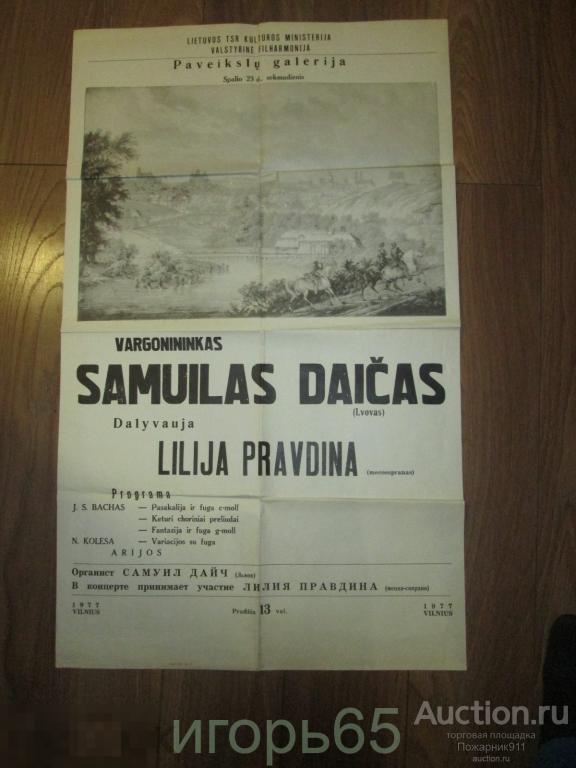 LIETUVOS TSR KULTŪROS MINISTERIJA
VALSTYBINĖ FILHARMONIJA
Paveikslų galerija
Spalio 23 d. sekmadienis
VARGONININKAS
SAMUILAS DAIČAS
(Lvovas)
Dalyvauja
LILIJA PRAVDINA (mecosopranas)
Programa
J. S. BACHAS — Pasakalija ir fuga c-moll
— Keturi choriniai preliudai
— Fantazija ir fuga g-moll
N. KOLESA — Variacijos su fuga
ARIJOS
Органист САМУИЛ ДАЙЧ (Львов)
В концерте принимает участие ЛИЛИЯ ПРАВДИНА (меццо-сопрано)
1977 VILNIUS
Pradžia 13 val.
1977 VILNIUS
игорь65
Auction.ru
торговая площадка
Пожарник911
auction.ru